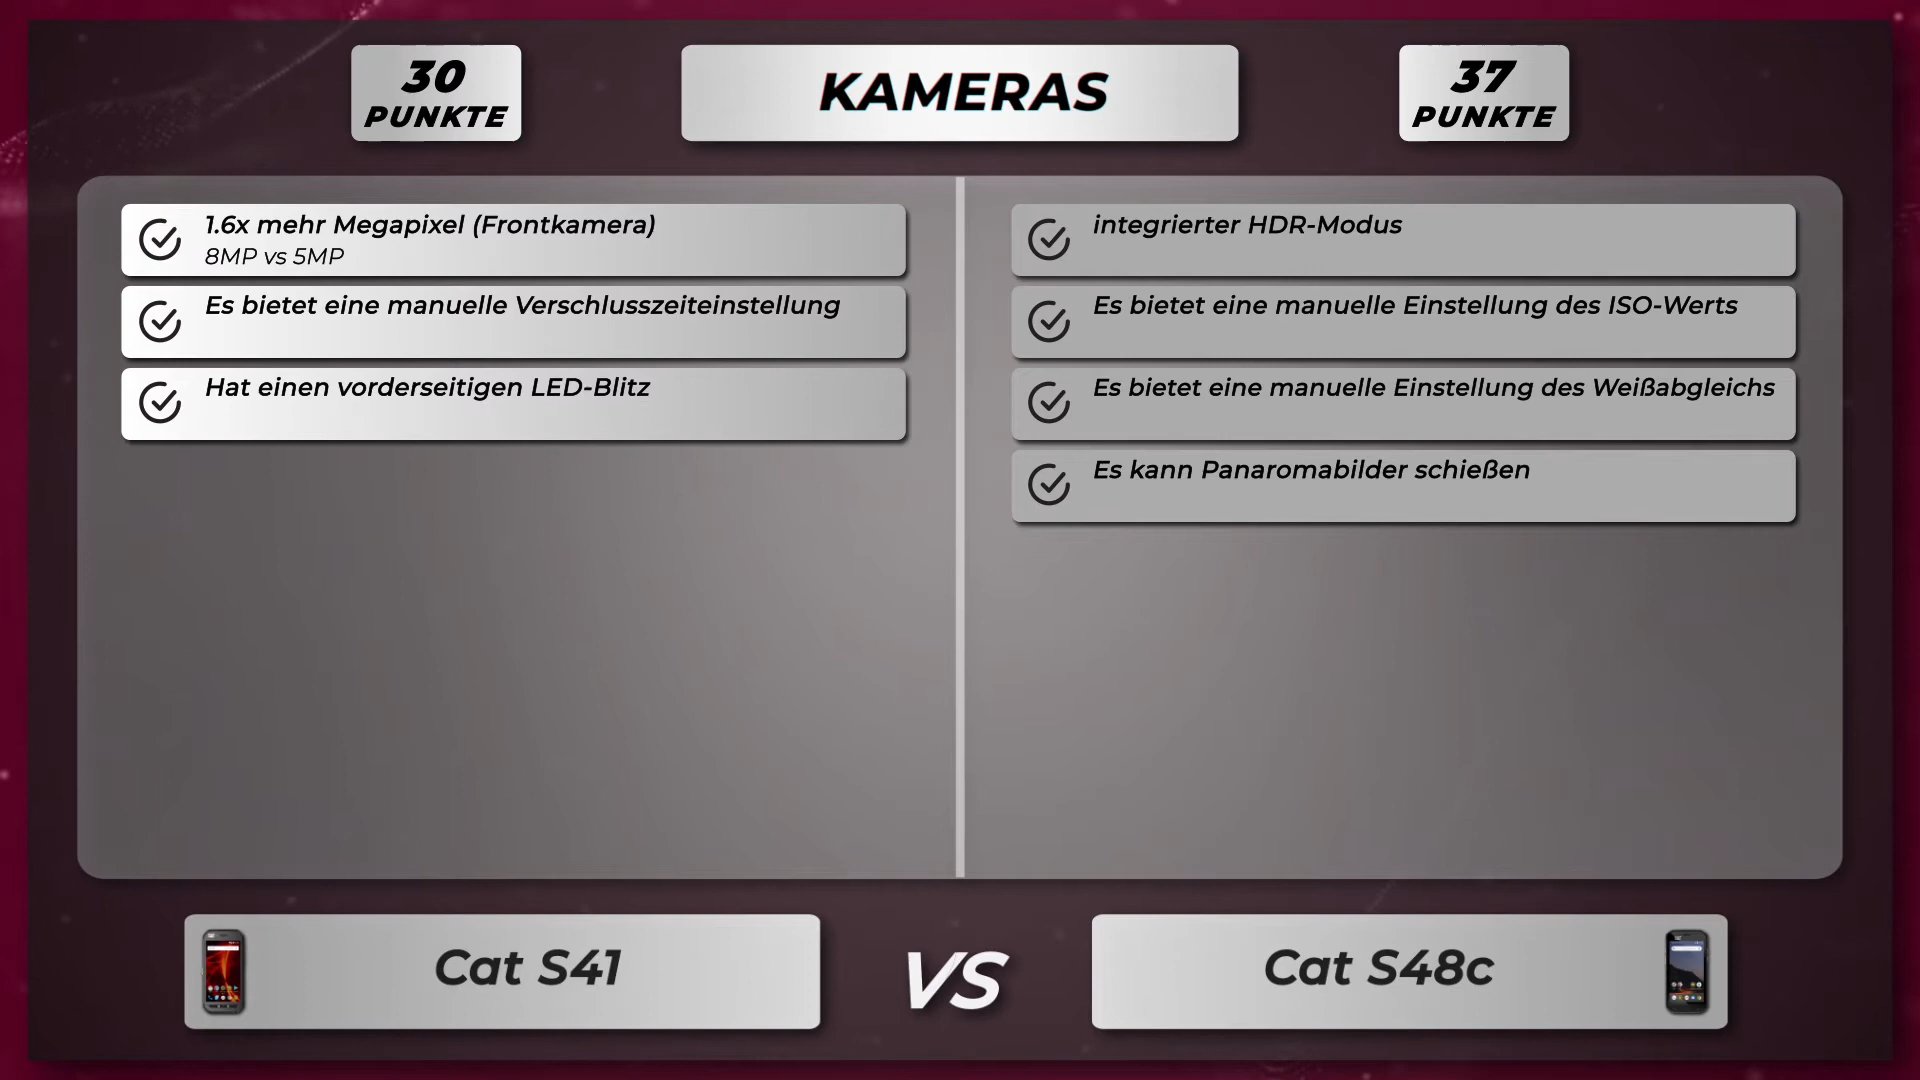 30
PUNKTE
KAMERAS
37
PUNKTE
1.6x mehr Megapixel (Frontkamera)
8MP vs 5MP
Es bietet eine manuelle Verschlusszeiteinstellung
Hat einen vorderseitigen LED-Blitz
integrierter HDR-Modus
Es bietet eine manuelle Einstellung des ISO-Werts
Es bietet eine manuelle Einstellung des Weißabgleichs
Es kann Panaromabilder schießen
Cat S41
VS
Cat S48c